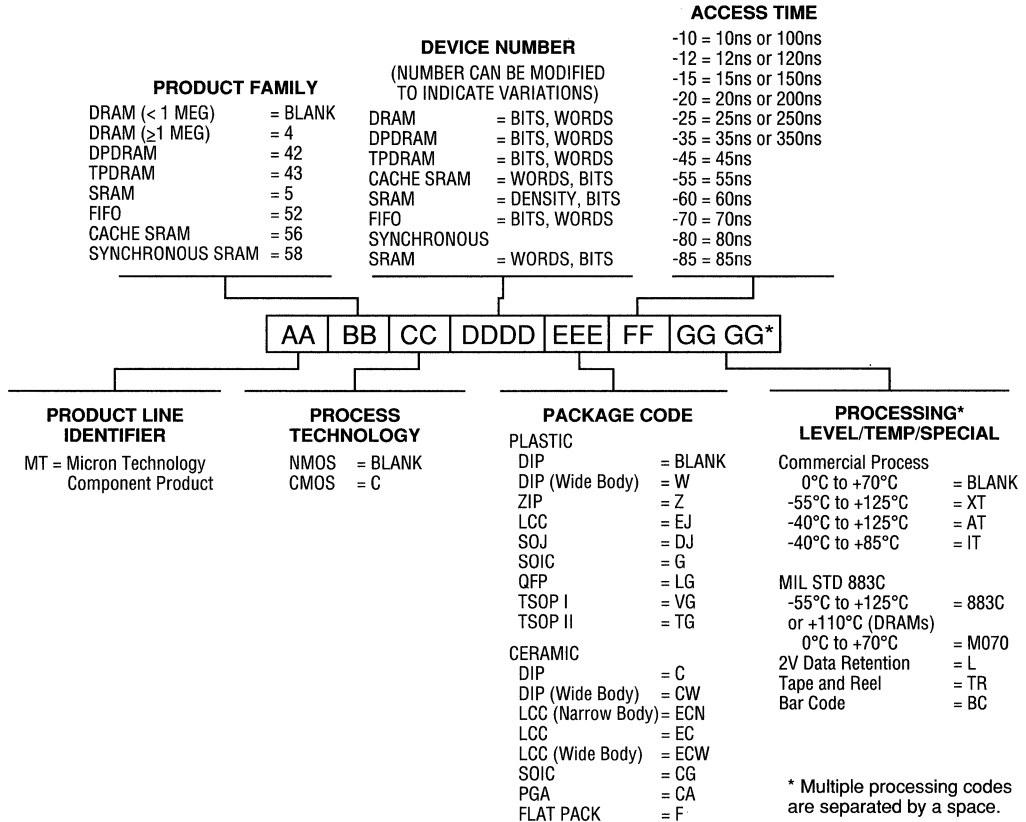 ACCESS TIME
-10 = 10ns or 100ns
-12 = 12ns or 120ns
-15 = 15ns or 150ns
-20 = 20ns or 200ns
-25 = 25ns or 250ns
-35 = 35ns or 350ns
-45 = 45ns
-55 = 55ns
-60 = 60ns
-70 = 70ns
-80 = 80ns
-85 = 85ns
DEVICE NUMBER
(NUMBER CAN BE MODIFIED
TO INDICATE VARIATIONS)
DRAM = BITS, WORDS
DPDRAM = BITS, WORDS
TPDRAM = BITS, WORDS
CACHE SRAM = WORDS, BITS
SRAM = DENSITY, BITS
FIFO = BITS, WORDS
SYNCHRONOUS
SRAM = WORDS, BITS
PRODUCT FAMILY
DRAM (< 1 MEG) = BLANK
DRAM (≥1 MEG) = 4
DPDRAM = 42
TPDRAM = 43
SRAM = 5
FIFO = 52
CACHE SRAM = 56
SYNCHRONOUS SRAM = 58
AA BB CC DDDD EEE FF GG GG*
PRODUCT LINE
IDENTIFIER
MT = Micron Technology
Component Product
PROCESS
TECHNOLOGY
NMOS = BLANK
CMOS = C
PACKAGE CODE
PLASTIC
DIP = BLANK
DIP (Wide Body) = W
ZIP = Z
LCC = EJ
SOJ = DJ
SOIC = G
QFP = LG
TSOP I = VG
TSOP II = TG
CERAMIC
DIP = C
DIP (Wide Body) = CW
LCC (Narrow Body) = ECN
LCC = EC
LCC (Wide Body) = ECW
SOIC = CG
PGA = CA
FLAT PACK = F
PROCESSING*
LEVEL/TEMP/SPECIAL
Commercial Process
0°C to +70°C = BLANK
-55°C to +125°C = XT
-40°C to +125°C = AT
-40°C to +85°C = IT
MIL STD 883C
-55°C to +125°C = 883C
or +110°C (DRAMs)
0°C to +70°C = M070
2V Data Retention = L
Tape and Reel = TR
Bar Code = BC
* Multiple processing codes
are separated by a space.